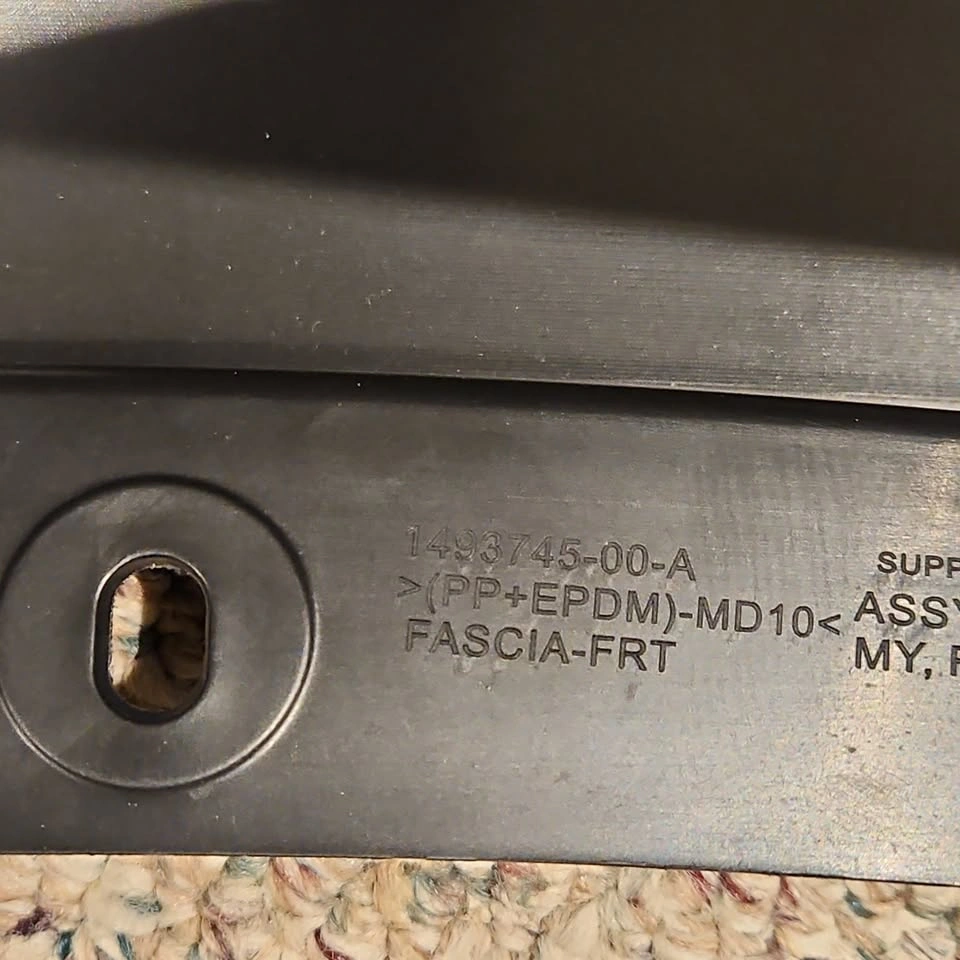 1493745-00-A
>(PP+EPDM)-MD10<
FASCIA-FRT
SUPP
ASSY
MY,